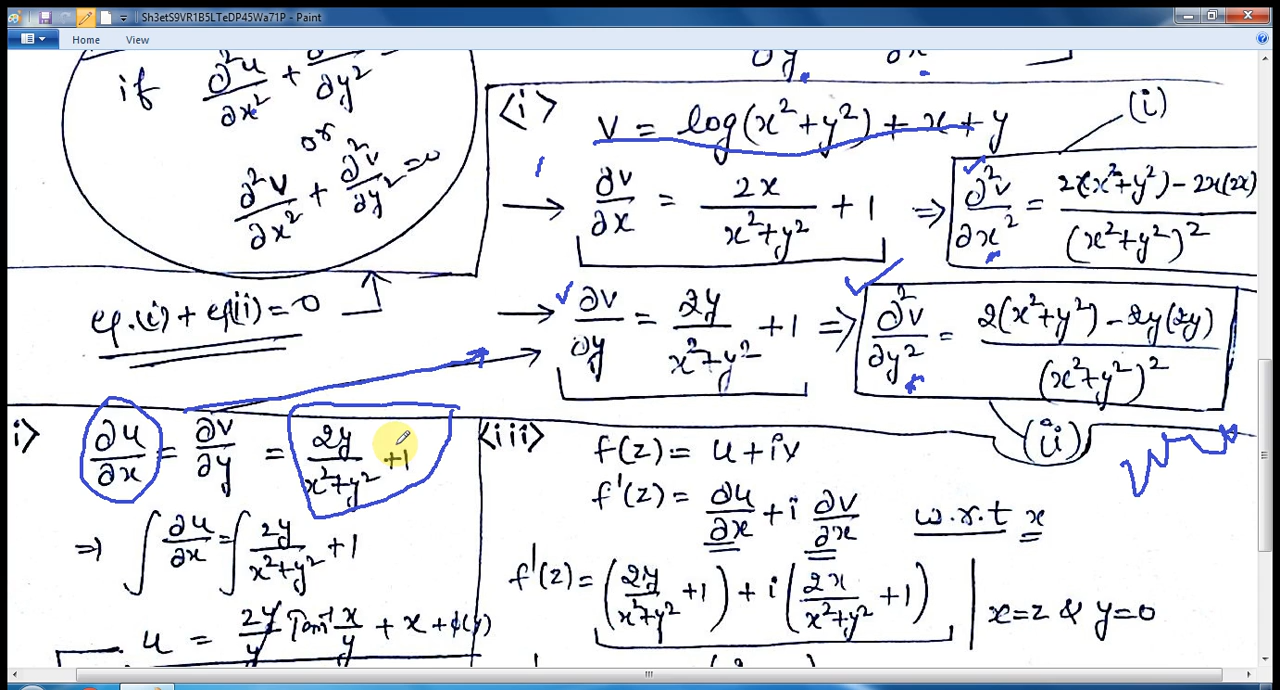 Sh3etS9VR1B5LTeDP45Wa71P - Paint
Home View
if ∂²u/∂x² + ∂y²
or
∂²v/∂x² + ∂²v/∂y² = 0
eq.(i) + eq(ii) = 0
∂y ∂x
<i> v = log(x²+y²) + x + y
(i)
→ ∂v/∂x = 2x/(x²+y²) + 1 ⇒ ∂²v/∂x² = 2(x²+y²) - 2x(2x)/(x²+y²)²
→ ∂v/∂y = 2y/(x²+y²) + 1 ⇒ ∂²v/∂y² = 2(x²+y²) - 2y(2y)/(x²+y²)²
(ii)
i> ∂u/∂x = ∂v/∂y = 2y/(x²+y²) + 1
⇒ ∫ ∂u/∂x = ∫ 2y/(x²+y²) + 1
u = 2y/y Tan⁻¹ x/y + x + ϕ(y)
<iii> f(z) = u + iv
f'(z) = ∂u/∂x + i ∂v/∂x w.r.t x
f'(z) = (2y/(x²+y²) + 1) + i (2x/(x²+y²) + 1) | x=z & y=0